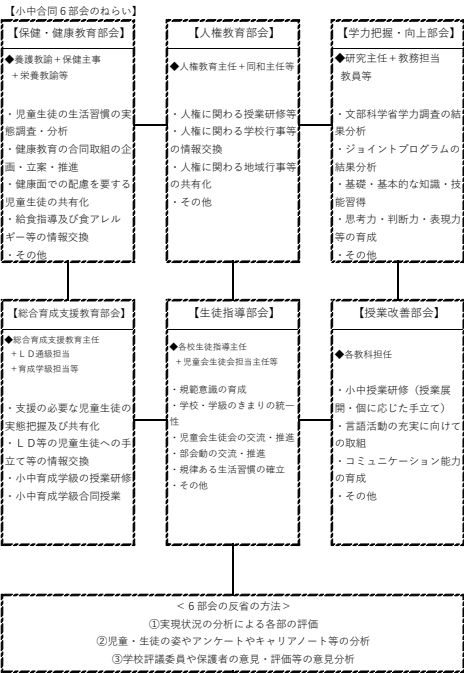 【小中合同６部会のねらい】
【保健・健康教育部会】
◆養護教諭＋保健主事
＋栄養教諭等
・児童生徒の生活習慣の実
態調査・分析
・健康教育の合同取組の企
画・立案・推進
・健康面での配慮を要する
児童生徒の共有化
・給食指導及び食アレル
ギー等の情報交換
・その他
【人権教育部会】
◆人権教育主任＋同和主任等
・人権に関わる授業研修等
・人権に関わる学校行事等
の情報交換
・人権に関わる地域行事等
の共有化
・その他
【学力把握・向上部会】
◆研究主任＋教務担当
教員等
・文部科学省学力調査の結
果分析
・ジョイントプログラムの
結果分析
・基礎・基本的な知識・技
能習得
・思考力・判断力・表現力
等の育成
・その他
【総合育成支援教育部会】
◆総合育成支援教育主任
＋ＬＤ通級担当
＋育成学級担当等
・支援の必要な児童生徒の
実態把握及び共有化
・ＬＤ等の児童生徒への手
立て等の情報交換
・小中育成学級の授業研修
・小中育成学級合同授業
【生徒指導部会】
◆各校生徒指導主任
＋児童会生徒会担当主任等
・規範意識の育成
・学校・学級のきまりの統一
性
・児童会生徒会の交流・推進
・部会動の交流・推進
・規律ある生活習慣の確立
・その他
【授業改善部会】
◆各教科担任
・小中授業研修（授業展
開・個に応じた手立て）
・言語活動の充実に向けて
の取組
・コミュニケーション能力
の育成
・その他
＜６部会の反省の方法＞
①実現状況の分析による各部の評価
②児童・生徒の姿やアンケートやキャリアノート等の分析
③学校評議委員や保護者の意見・評価等の意見分析